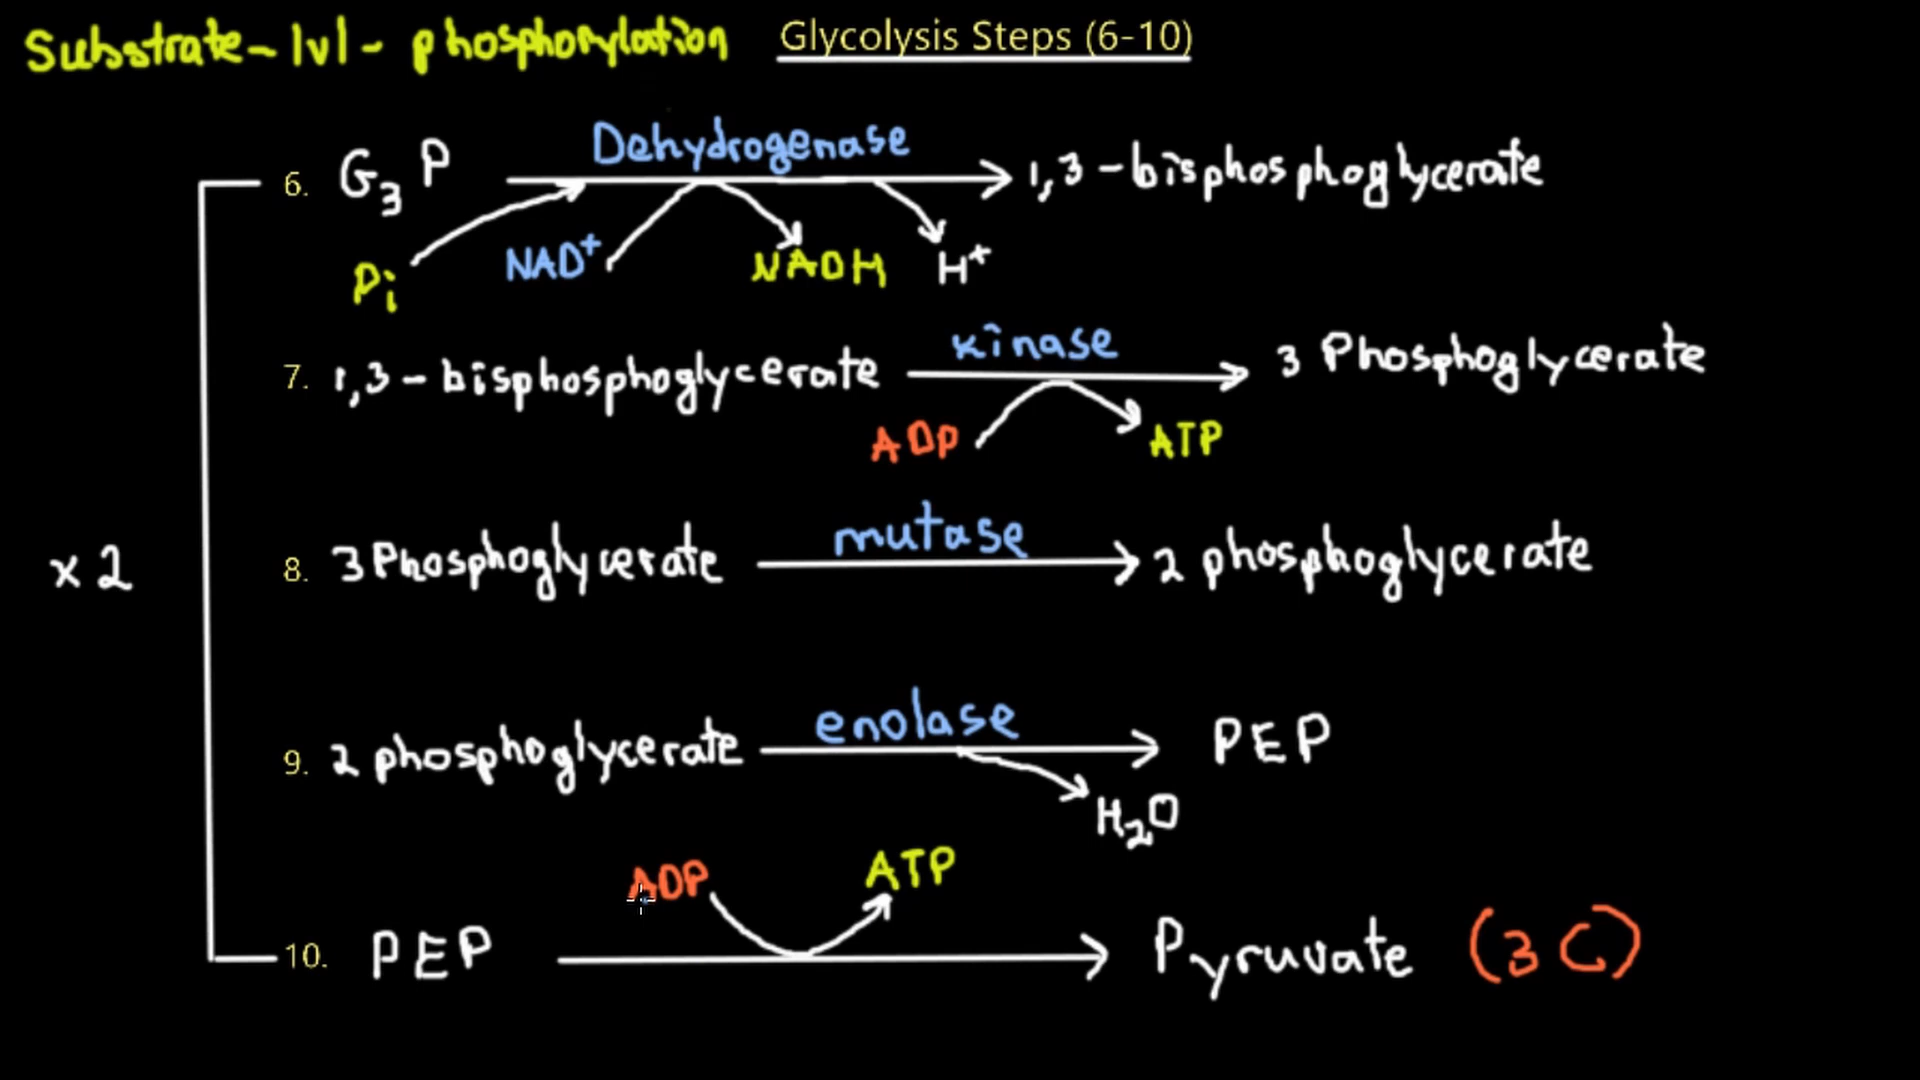 Substrate-lvl-phosphorylation Glycolysis Steps (6-10)
6. G3P Dehydrogenase 1,3-bisphosphoglycerate
Pi NAD+ NADH H+
7. 1,3-bisphosphoglycerate kinase 3 Phosphoglycerate
ADP ATP
x2
8. 3 Phosphoglycerate mutase 2 phosphoglycerate
9. 2 phosphoglycerate enolase PEP
H2O
ADP ATP
10. PEP Pyruvate (3C)